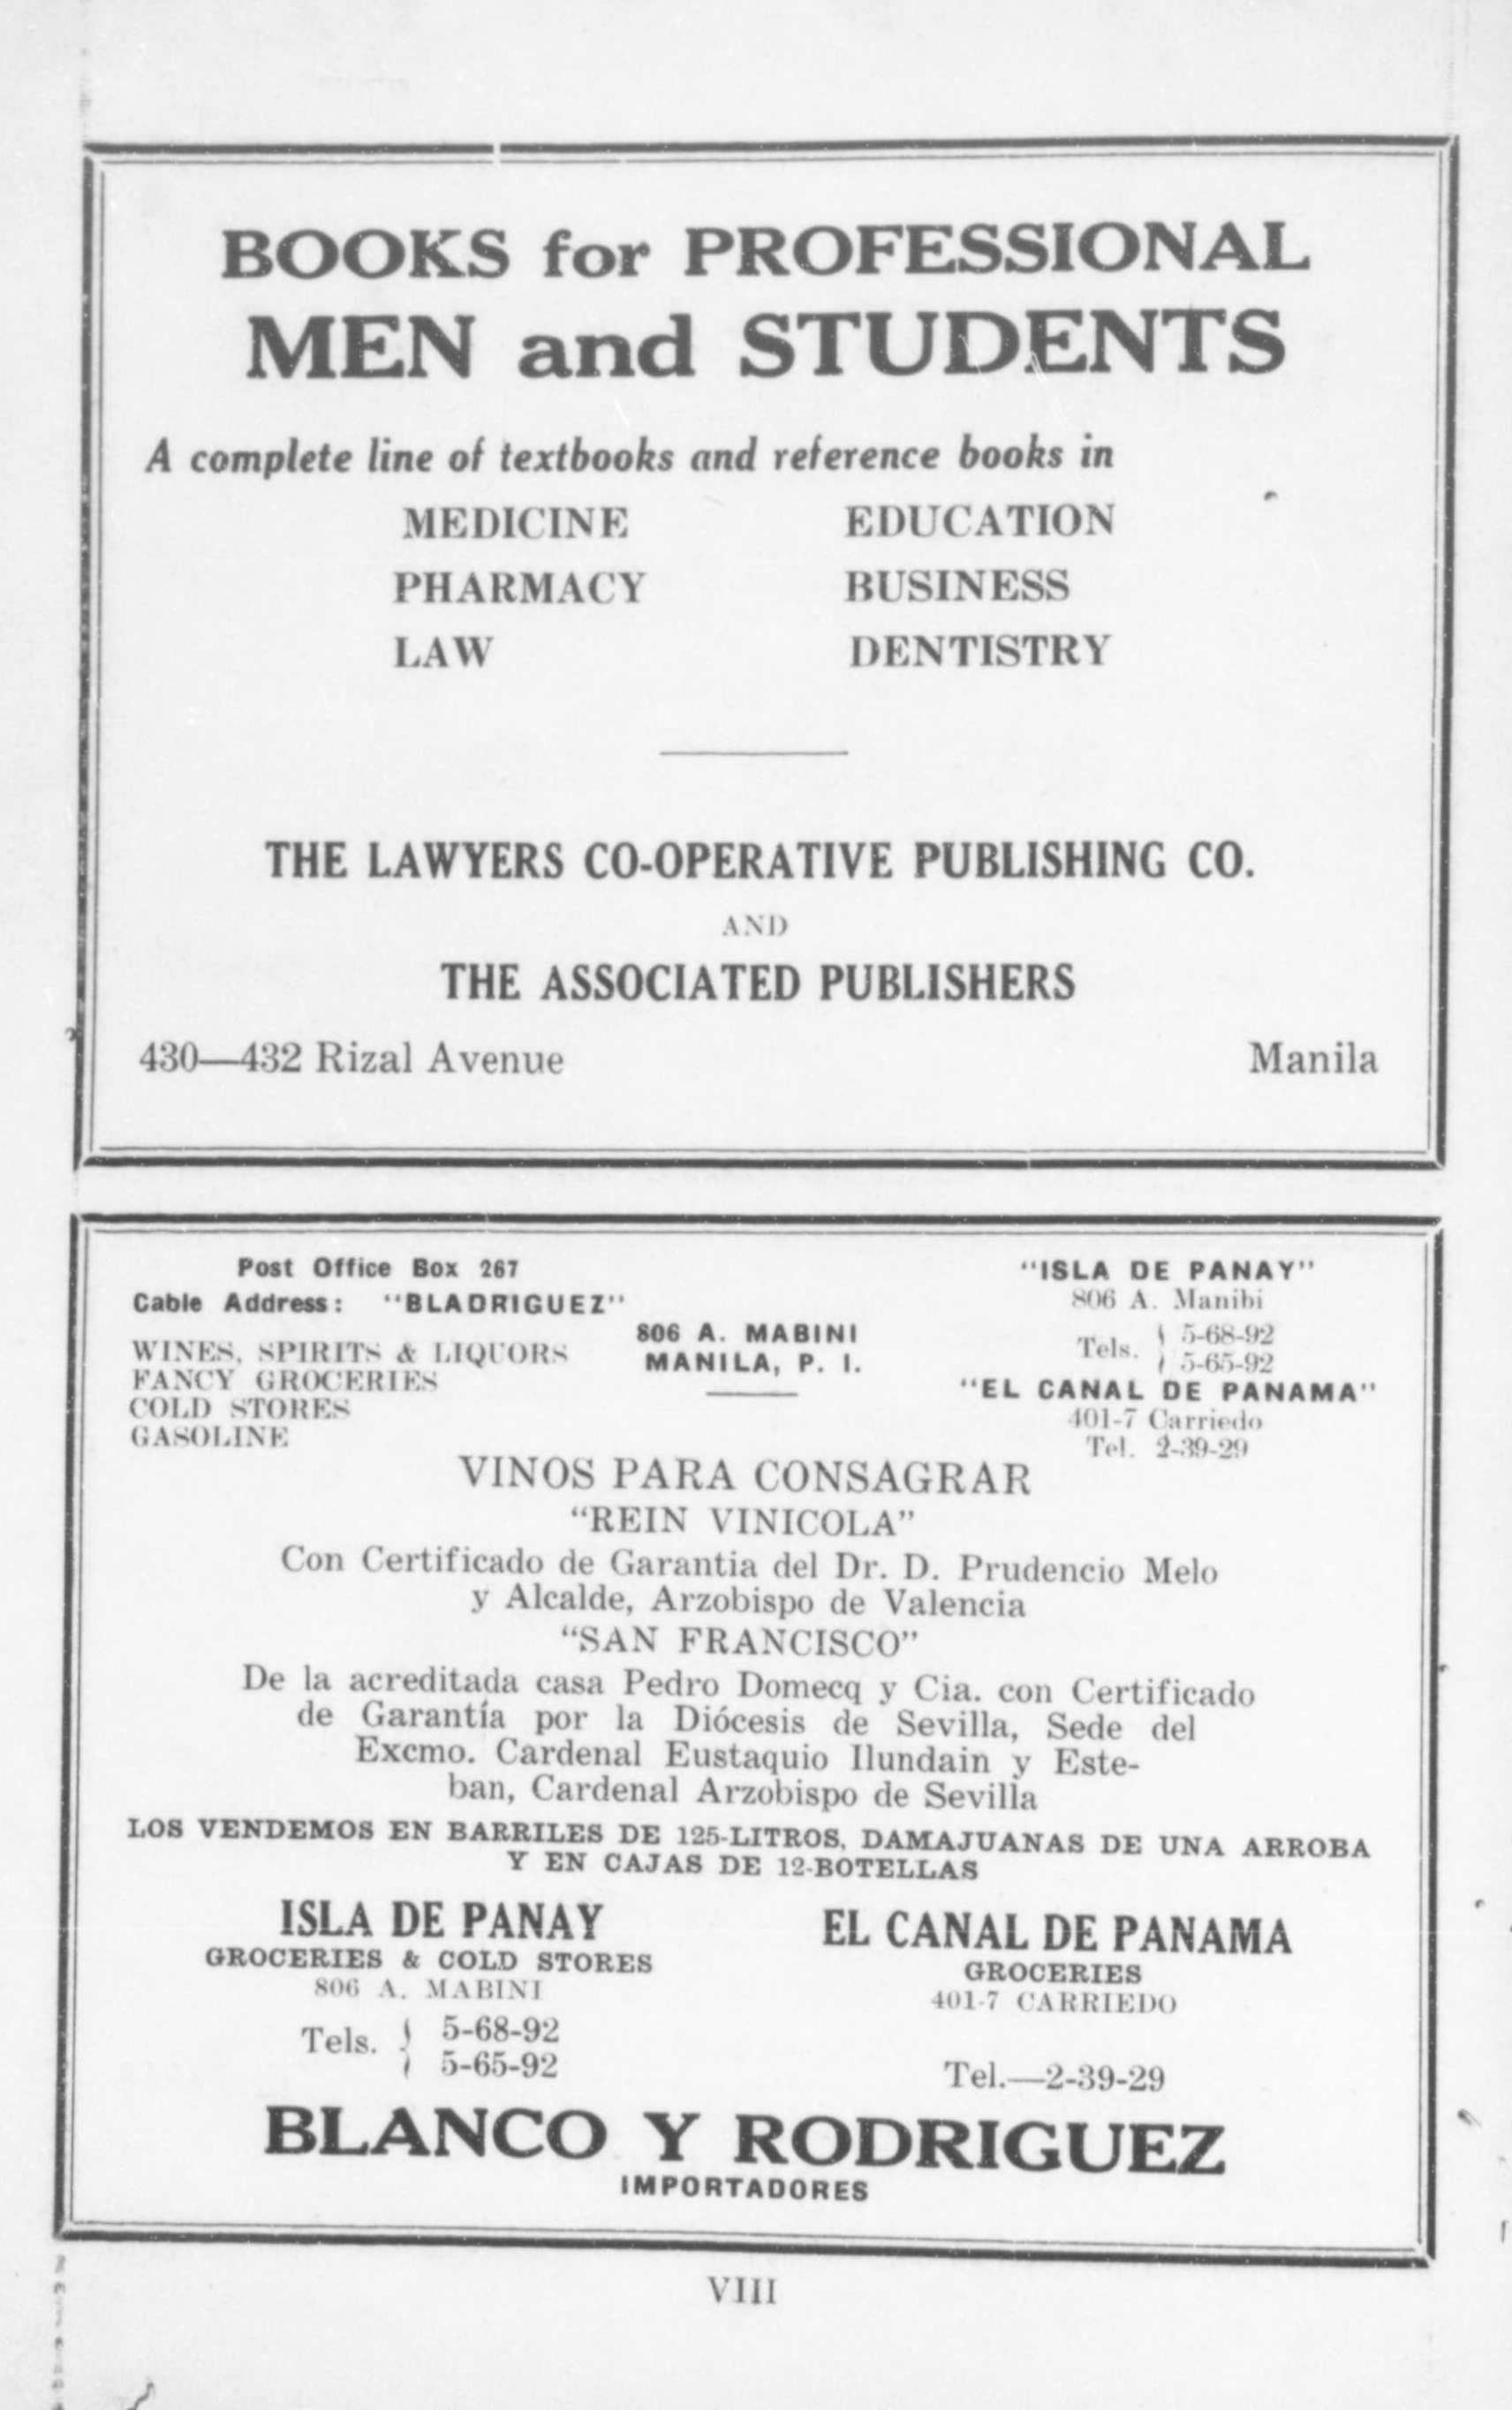 BOOKS for PROFESSIONAL
MEN and STUDENTS
A complete line of textbooks and reference books in
MEDICINE EDUCATION
PHARMACY BUSINESS
LAW DENTISTRY
THE LAWYERS CO-OPERATIVE PUBLISHING CO.
AND
THE ASSOCIATED PUBLISHERS
430—432 Rizal Avenue Manila
Post Office Box 267
Cable Address: "BLADRIGUEZ"
WINES, SPIRITS & LIQUORS
FANCY GROCERIES
COLD STORES
GASOLINE
806 A. MABINI
MANILA, P. I.
"ISLA DE PANAY"
806 A. Manibi
Tels. { 5-68-92
5-65-92
"EL CANAL DE PANAMA"
401-7 Carriedo
Tel. 2-39-29
VINOS PARA CONSAGRAR
"REIN VINICOLA"
Con Certificado de Garantia del Dr. D. Prudencio Melo
y Alcalde, Arzobispo de Valencia
"SAN FRANCISCO"
De la acreditada casa Pedro Domecq y Cia. con Certificado
de Garantía por la Diócesis de Sevilla, Sede del
Excmo. Cardenal Eustaquio Ilundain y Este-
ban, Cardenal Arzobispo de Sevilla
LOS VENDEMOS EN BARRILES DE 125-LITROS, DAMAJUANAS DE UNA ARROBA
Y EN CAJAS DE 12-BOTELLAS
ISLA DE PANAY
GROCERIES & COLD STORES
806 A. MABINI
Tels. { 5-68-92
5-65-92
EL CANAL DE PANAMA
GROCERIES
401-7 CARRIEDO
Tel.—2-39-29
BLANCO Y RODRIGUEZ
IMPORTADORES
VIII